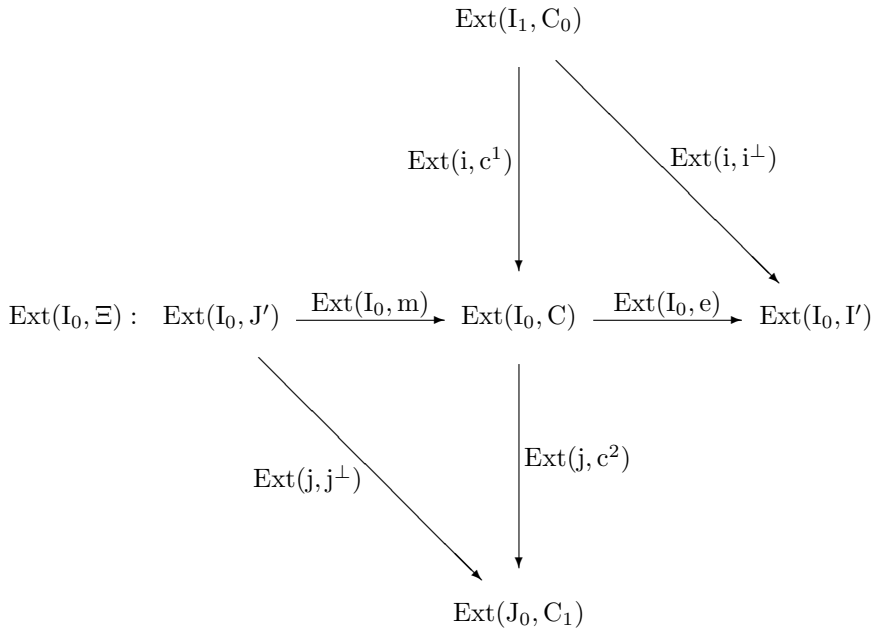 Ext(I₁, C₀)
Ext(i, c¹) Ext(i, i^⊥)
Ext(I₀, Ξ) : Ext(I₀, J′) Ext(I₀, m) Ext(I₀, C) Ext(I₀, e) Ext(I₀, I′)
Ext(j, j^⊥) Ext(j, c²)
Ext(J₀, C₁)